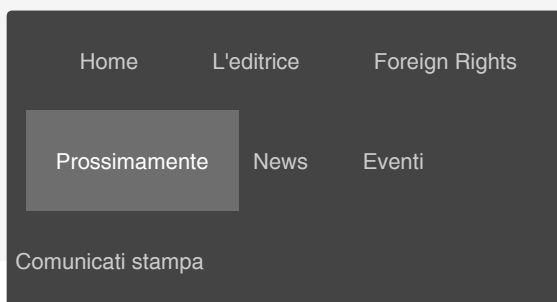 Home L'editrice Foreign Rights
Prossimamente News Eventi
Comunicati stampa